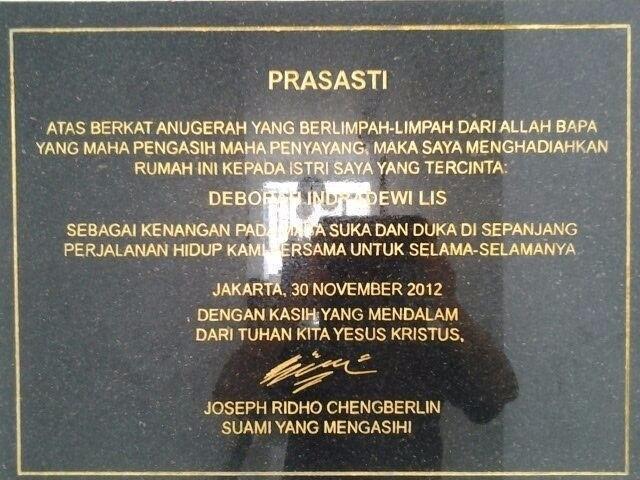 PRASASTI
ATAS BERKAT ANUGERAH YANG BERLIMPAH-LIMPAH DARI ALLAH BAPA
YANG MAHA PENGASIH MAHA PENYAYANG, MAKA SAYA MENGHADIAHKAN
RUMAH INI KEPADA ISTRI SAYA YANG TERCINTA:
DEBORAH INDRADEWI LIS
SEBAGAI KENANGAN PADA MASA SUKA DAN DUKA DI SEPANJANG
PERJALANAN HIDUP KAMI BERSAMA UNTUK SELAMA-SELAMANYA
JAKARTA, 30 NOVEMBER 2012
DENGAN KASIH YANG MENDALAM
DARI TUHAN KITA YESUS KRISTUS,
JOSEPH RIDHO CHENGBERLIN
SUAMI YANG MENGASIHI